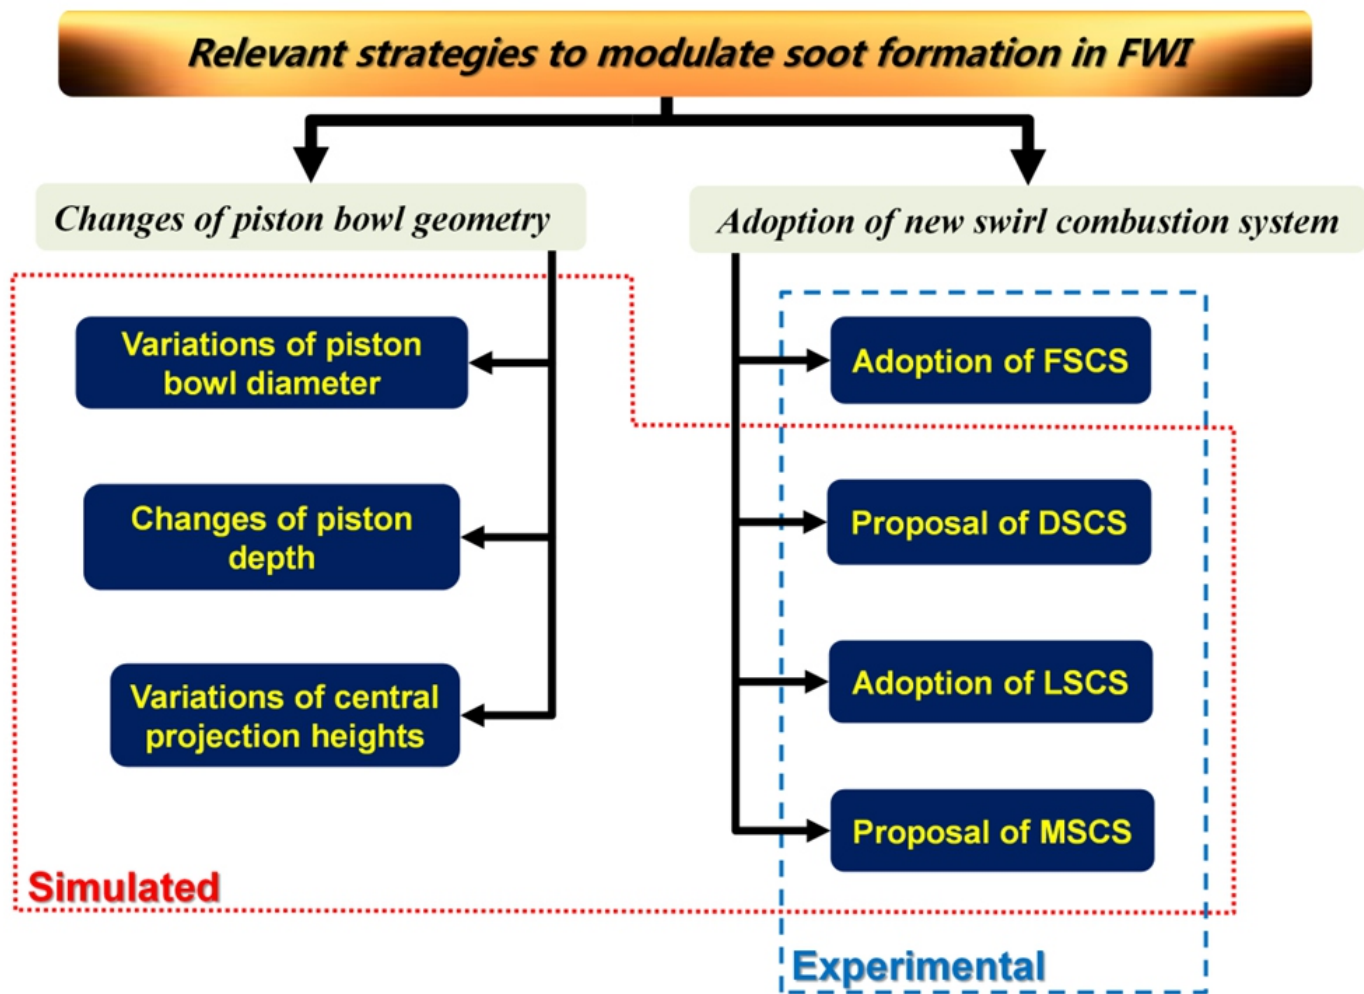 Relevant strategies to modulate soot formation in FWI
Changes of piston bowl geometry
Adoption of new swirl combustion system
Variations of piston
bowl diameter
Changes of piston
depth
Variations of central
projection heights
Adoption of FSCS
Proposal of DSCS
Adoption of LSCS
Proposal of MSCS
Simulated
Experimental